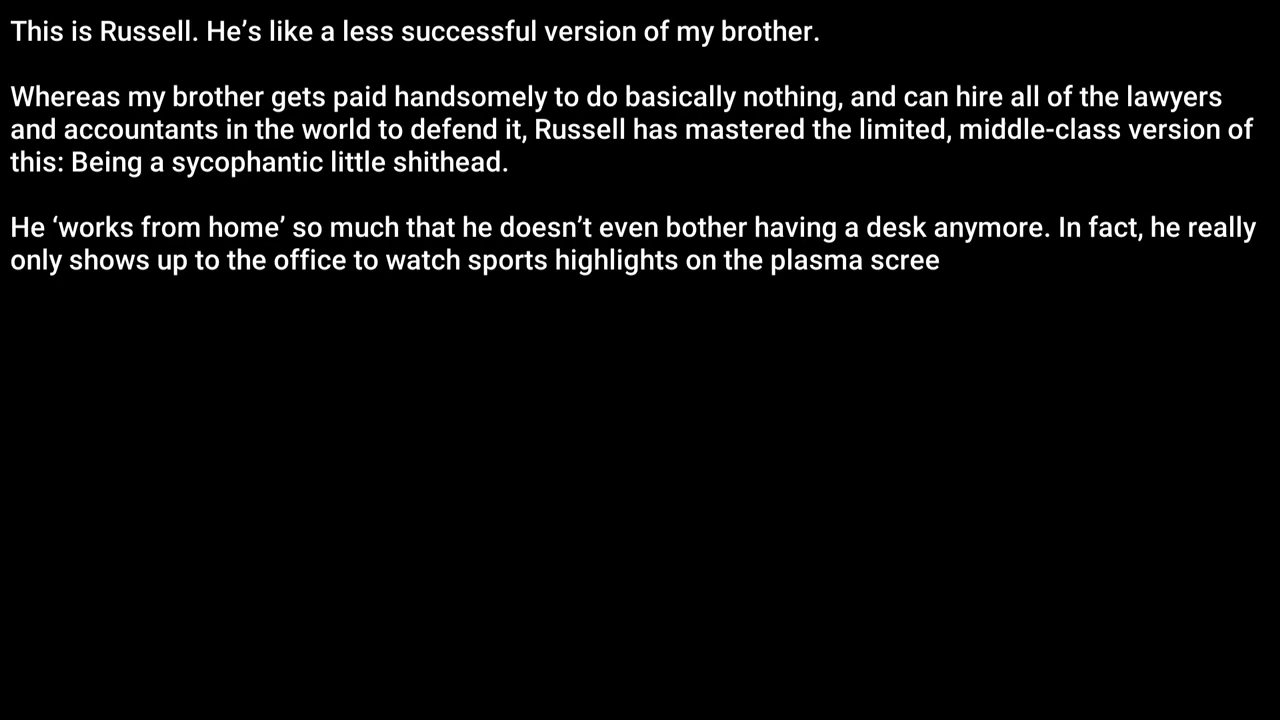 This is Russell. He’s like a less successful version of my brother.
Whereas my brother gets paid handsomely to do basically nothing, and can hire all of the lawyers
and accountants in the world to defend it, Russell has mastered the limited, middle-class version of
this: Being a sycophantic little shithead.
He ‘works from home’ so much that he doesn’t even bother having a desk anymore. In fact, he really
only shows up to the office to watch sports highlights on the plasma scree